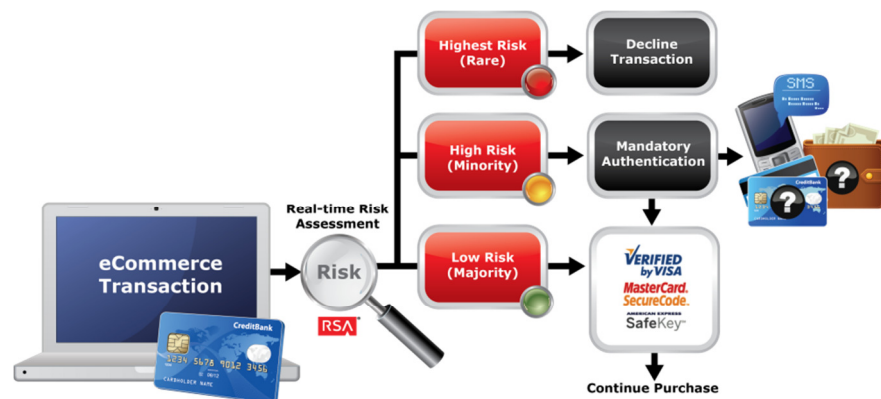 Highest Risk
(Rare)
Decline
Transaction
SMS
High Risk
(Minority)
Mandatory
Authentication
CreditBank
?
?
Real-time Risk
Assessment
eCommerce
Transaction
Risk
RSA
Low Risk
(Majority)
VERIFIED
by VISA
MasterCard.
SecureCode.
AMERICAN EXPRESS
SafeKey
CreditBank
1234 5678 9012 3456
CARDHOLDER NAME
Continue Purchase